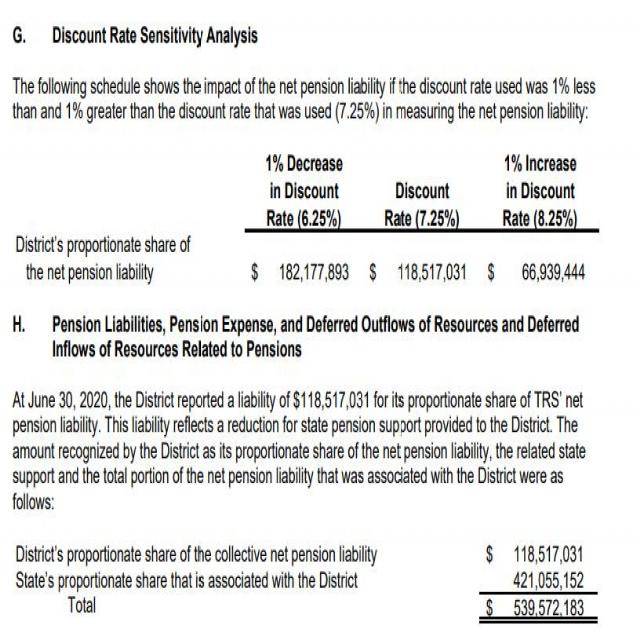 G. Discount Rate Sensitivity Analysis
The following schedule shows the impact of the net pension liability if the discount rate used was 1% less
than and 1% greater than the discount rate that was used (7.25%) in measuring the net pension liability:
1% Decrease 1% Increase
in Discount Discount in Discount
Rate (6.25%) Rate (7.25%) Rate (8.25%)
District's proportionate share of
the net pension liability $ 182,177,893 $ 118,517,031 $ 66,939,444
H. Pension Liabilities, Pension Expense, and Deferred Outflows of Resources and Deferred
Inflows of Resources Related to Pensions
At June 30, 2020, the District reported a liability of $118,517,031 for its proportionate share of TRS' net
pension liability. This liability reflects a reduction for state pension support provided to the District. The
amount recognized by the District as its proportionate share of the net pension liability, the related state
support and the total portion of the net pension liability that was associated with the District were as
follows:
District's proportionate share of the collective net pension liability $ 118,517,031
State's proportionate share that is associated with the District 421,055,152
Total $ 539,572,183